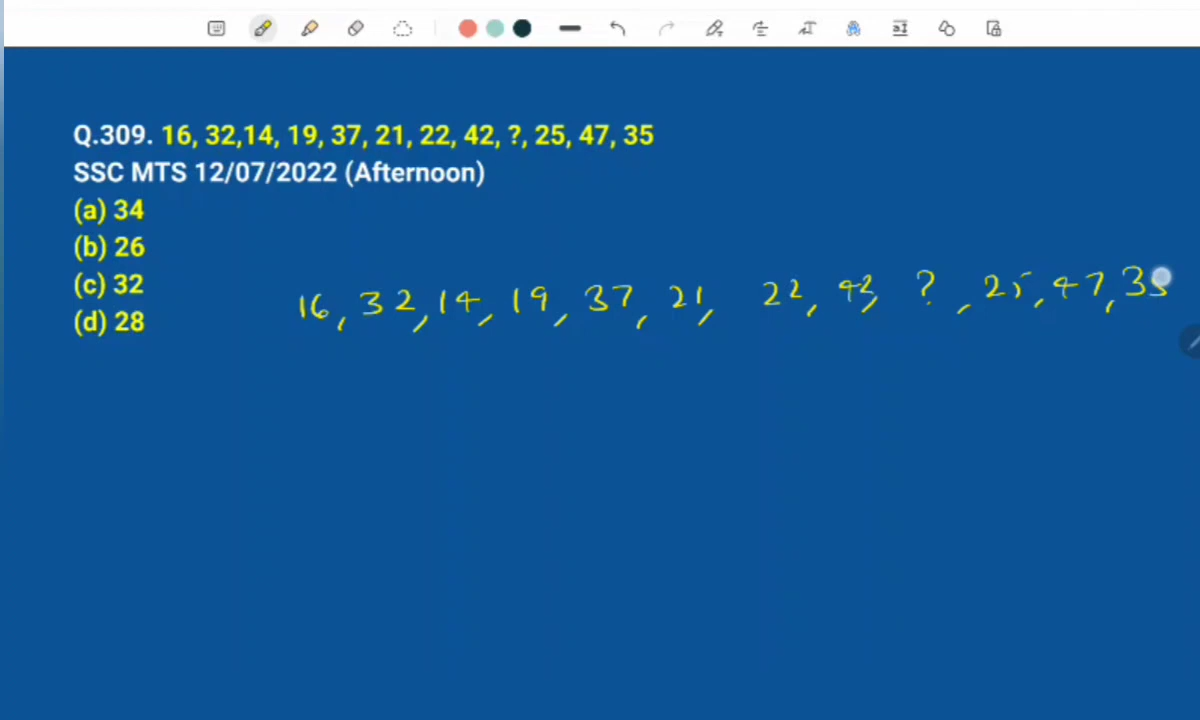 Q.309. 16, 32,14, 19, 37, 21, 22, 42, ?, 25, 47, 35
SSC MTS 12/07/2022 (Afternoon)
(a) 34
(b) 26
(c) 32
(d) 28
16, 32, 14, 19, 37, 21, 22, 42, ?, 25, 47, 35